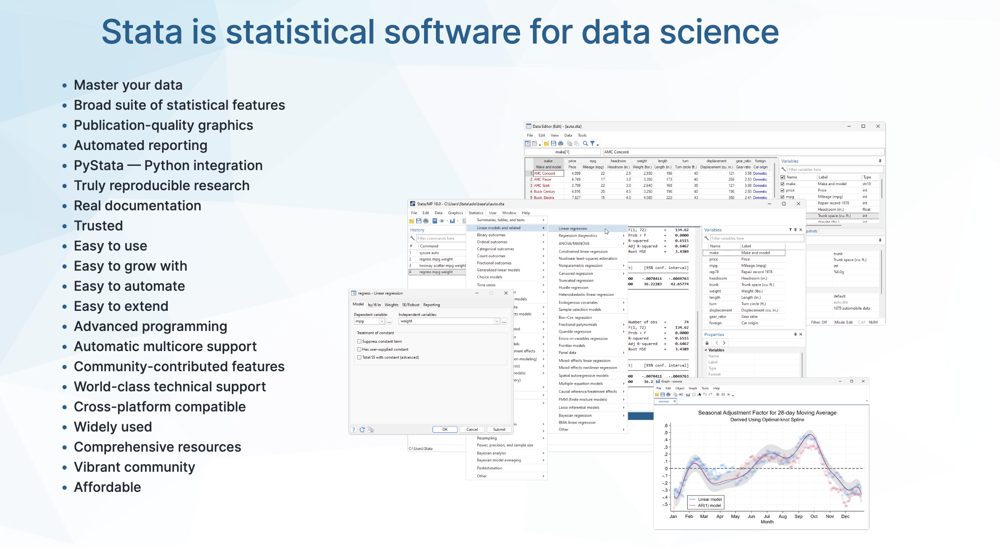 Stata is statistical software for data science
Master your data
Broad suite of statistical features
Publication-quality graphics
Automated reporting
PyStata — Python integration
Truly reproducible research
Real documentation
Trusted
Easy to use
Easy to grow with
Easy to automate
Easy to extend
Advanced programming
Automatic multicore support
Community-contributed features
World-class technical support
Cross-platform compatible
Widely used
Comprehensive resources
Vibrant community
Affordable
Data Editor (Edit) - [auto.dta]
File Edit View Data Tools
make[1] AMC Concord
make price mpg headroom weight length turn displacement gear_ratio foreign
Make and model Price Mileage (mpg) Headroom (in.) Weight (lbs.) Length (in.) Turn circle (ft.) Displacement (cu. in.) Gear ratio Car origin
1 AMC Concord 4,099 22 2.5 2,930 186 40 121 3.58 Domestic
2 AMC Pacer 4,749 17 3.0 3,350 173 40 258 2.53 Domestic
3 AMC Spirit 3,799 22 3.0 2,640 168 35 121 3.08 Domestic
4 Buick Century 4,816 20 4.5 3,250 196 40 196 2.93 Domestic
5 Buick Electra 7,827 15 4.0 4,080 222 43 350 2.41 Domestic
Variables
Filter variables here
Name Label Type
make Make and model str18
price Price int
mpg Mileage (mpg) int
Repair record 1978 int
Headroom (in.) float
Trunk space (cu. ft.) int
Weight (lbs.) int
pshots
trunk
Trunk space (cu. ft.)
int
%8.0g
default
auto.dta
1978 automobile data
Filter: Off Mode: Edit CAP NUM
Stata/MP 18.0 - C:\Users\Stata\ado\base\a\auto.dta
File Edit Data Graphics Statistics User Window Help
History
Filter commands here
# Command
1 sysuse auto
2 regress mpg weight
3 twoway scatter mpg weight
4 regress mpg weight
Summaries, tables, and tests
Linear models and related
Binary outcomes
Ordinal outcomes
Categorical outcomes
Count outcomes
Fractional outcomes
Generalized linear models
Choice models
Time series
models
cts models
ated
dels
ment effects
on modeling)
ysis)
models)
ory)
is
Resampling
Power, precision, and sample size
Bayesian analysis
Bayesian model averaging
Postestimation
Other
Linear regression
Regression diagnostics
ANOVA/MANOVA
Constrained linear regression
Nonlinear least-squares estimation
Nonparametric regression
Censored regression
Truncated regression
Hurdle regression
Heteroskedastic linear regression
Endogenous covariates
Sample-selection models
Box–Cox regression
Fractional polynomials
Quantile regression
Errors-in-variables regression
Frontier models
Panel data
Mixed-effects linear regression
Mixed-effects nonlinear regression
Spatial autoregressive models
Multiple-equation models
Causal inference/treatment effects
FMM (finite mixture models)
Lasso inferential models
Bayesian regression
BMA linear regression
Other
F(1, 72) = 134.62
Prob > F = 0.0000
R-squared = 0.6515
Adj R-squared = 0.6467
Root MSE = 3.4389
t| [95% conf. interval]
00 -.0070411 -.0049763
00 36.22283 42.65774
Number of obs = 74
F(1, 72) = 134.62
Prob > F = 0.0000
R-squared = 0.6515
Adj R-squared = 0.6467
Root MSE = 3.4389
t| [95% conf. interval]
00 -.0070411 -.0049763
00 36.2
Variables
Filter variables here
Name Label
make Make and model
price Price
mpg Mileage (mpg)
rep78 Repair record 1978
headroom Headroom (in.)
trunk Trunk space (cu. ft.)
weight Weight (lbs.)
length Length (in.)
turn Turn circle (ft.)
displacement Displacement (cu. in.)
gear_ratio Gear ratio
foreign Car origin
Properties
Variables
Name
Label
Type
Format
C:\Users\Stata
regress - Linear regression
Model by/if/in Weights SE/Robust Reporting
Dependent variable: Independent variables:
mpg ... weight ...
Treatment of constant
Suppress constant term
Has user-supplied constant
Total SS with constant (advanced)
? OK Cancel Submit
Graph - wwwsa
File Edit Object Graph Tools Help
wwwsa
Seasonal Adjustment Factor for 28-day Moving Average
Derived Using Optimal-knot Spline
.6
.5
.4
.3
.2
.1
0
-.1
-.2
-.3
-.4
-.5
Linear model
AR(1) model
Jan Feb Mar Apr May Jun Jul Aug Sep Oct Nov Dec
Month